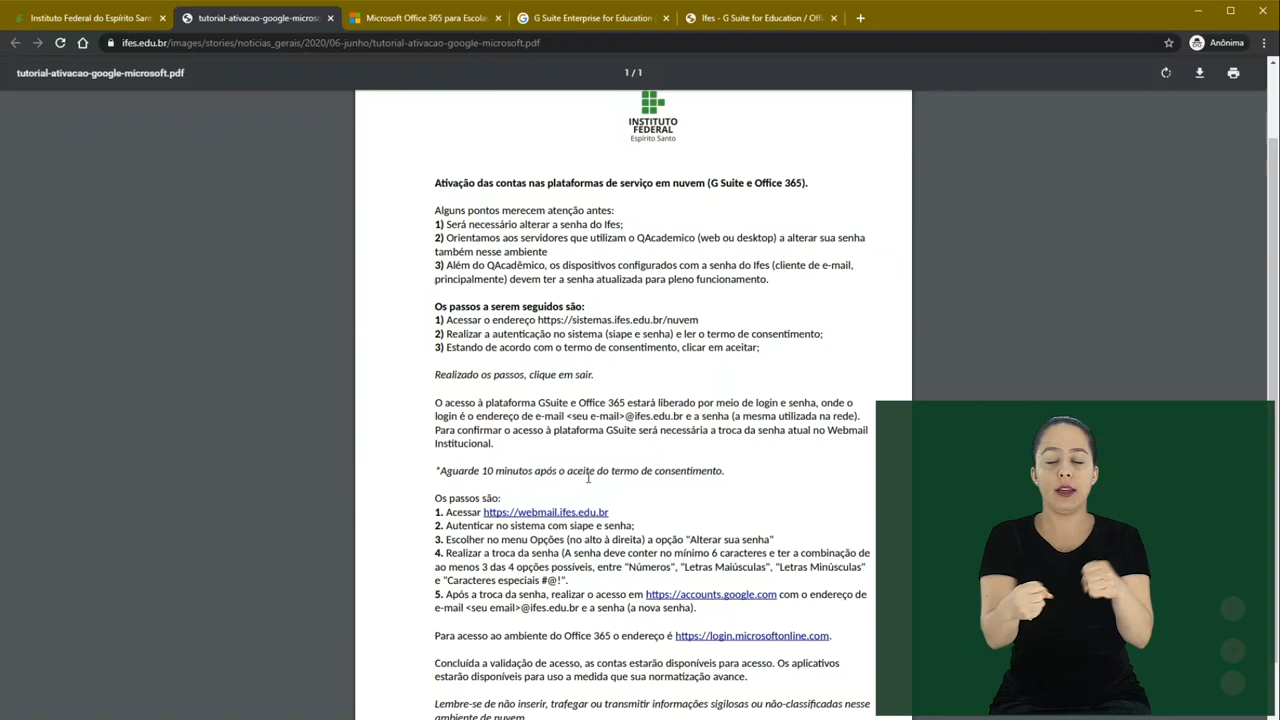 Instituto Federal do Espírito San
tutorial-ativacao-google-micros
Microsoft Office 365 para Escola
G Suite Enterprise for Education
Ifes - G Suite for Education / Off
ifes.edu.br/images/stories/noticias_gerais/2020/06-junho/tutorial-ativacao-google-microsoft.pdf
Anônima
tutorial-ativacao-google-microsoft.pdf
1 / 1
INSTITUTO
FEDERAL
Espírito Santo
Ativação das contas nas plataformas de serviço em nuvem (G Suite e Office 365).
Alguns pontos merecem atenção antes:
1) Será necessário alterar a senha do Ifes;
2) Orientamos aos servidores que utilizam o QAcademico (web ou desktop) a alterar sua senha
também nesse ambiente
3) Além do QAcadêmico, os dispositivos configurados com a senha do Ifes (cliente de e-mail,
principalmente) devem ter a senha atualizada para pleno funcionamento.
Os passos a serem seguidos são:
1) Acessar o endereço https://sistemas.ifes.edu.br/nuvem
2) Realizar a autenticação no sistema (siape e senha) e ler o termo de consentimento;
3) Estando de acordo com o termo de consentimento, clicar em aceitar;
Realizado os passos, clique em sair.
O acesso à plataforma GSuite e Office 365 estará liberado por meio de login e senha, onde o
login é o endereço de e-mail <seu e-mail>@ifes.edu.br e a senha (a mesma utilizada na rede).
Para confirmar o acesso à plataforma GSuite será necessária a troca da senha atual no Webmail
Institucional.
*Aguarde 10 minutos após o aceite do termo de consentimento.
Os passos são:
1. Acessar https://webmail.ifes.edu.br
2. Autenticar no sistema com siape e senha;
3. Escolher no menu Opções (no alto à direita) a opção "Alterar sua senha"
4. Realizar a troca da senha (A senha deve conter no mínimo 6 caracteres e ter a combinação de
ao menos 3 das 4 opções possíveis, entre "Números", "Letras Maiúsculas", "Letras Minúsculas"
e "Caracteres especiais #@!".
5. Após a troca da senha, realizar o acesso em https://accounts.google.com com o endereço de
e-mail <seu email>@ifes.edu.br e a senha (a nova senha).
Para acesso ao ambiente do Office 365 o endereço é https://login.microsoftonline.com.
Concluída a validação de acesso, as contas estarão disponíveis para acesso. Os aplicativos
estarão disponíveis para uso a medida que sua normatização avance.
Lembre-se de não inserir, trafegar ou transmitir informações sigilosas ou não-classificadas nesse
ambiente de nuvem